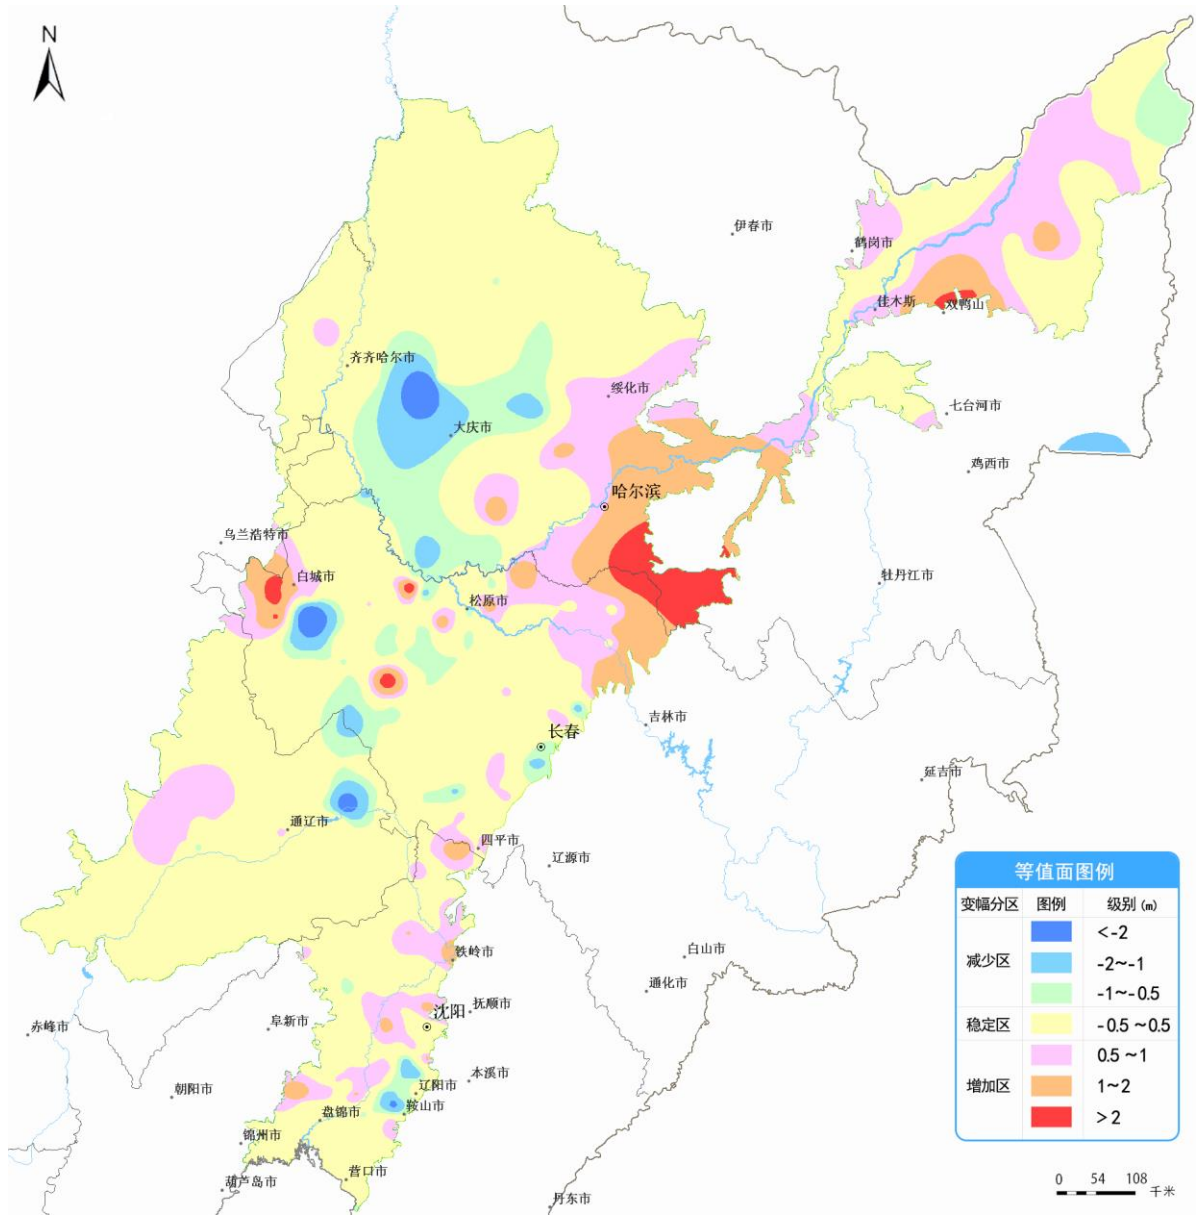 N
伊春市
鹤岗市
佳木斯
双鸭山
齐齐哈尔市
绥化市
七台河市
大庆市
鸡西市
哈尔滨
乌兰浩特市
白城市
牡丹江市
松原市
吉林市
长春
延吉市
通辽市
四平市
辽源市
铁岭市
白山市
通化市
抚顺市
沈阳
阜新市
赤峰市
本溪市
辽阳市
朝阳市
鞍山市
盘锦市
锦州市
营口市
葫芦岛市
丹东市
等值面图例
变幅分区 图例 级别 (m)
减少区
<-2
-2~-1
-1~-0.5
稳定区 -0.5~0.5
增加区
0.5~1
1~2
>2
0 54 108
千米